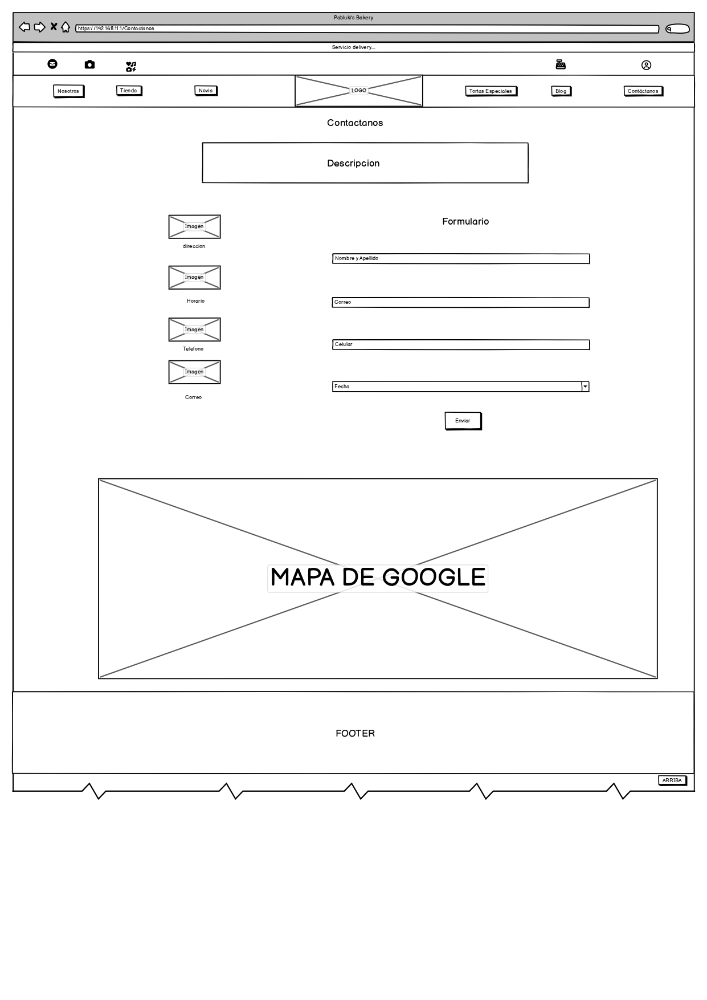 Pabluki's Bakery
https://192.168.11.1/Contactanos
Servicio delivery....
Nosotros
Tienda
Novia
LOGO
Tortas Especiales
Blog
Contáctanos
Contactanos
Descripcion
Imagen
direccion
Imagen
Horario
Imagen
Telefono
Imagen
Correo
Formulario
Nombre y Apellido
Correo
Celular
Fecha
Enviar
MAPA DE GOOGLE
FOOTER
ARRIBA